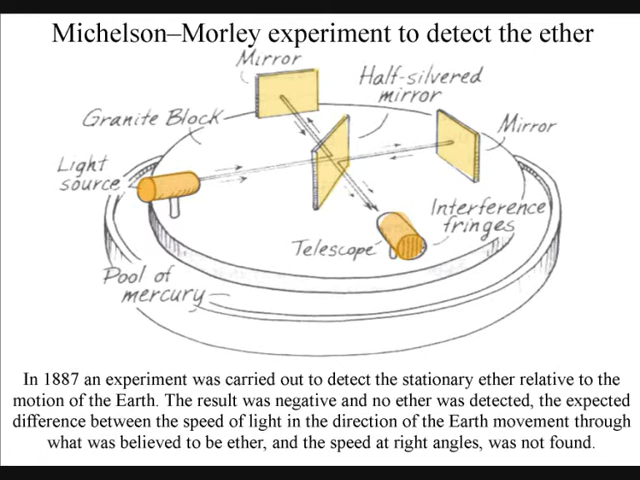 Michelson–Morley experiment to detect the ether
Mirror
Half-silvered
mirror
Granite Block
Mirror
Light
source
Interference
fringes
Telescope
Pool of
mercury
In 1887 an experiment was carried out to detect the stationary ether relative to the
motion of the Earth. The result was negative and no ether was detected, the expected
difference between the speed of light in the direction of the Earth movement through
what was believed to be ether, and the speed at right angles, was not found.